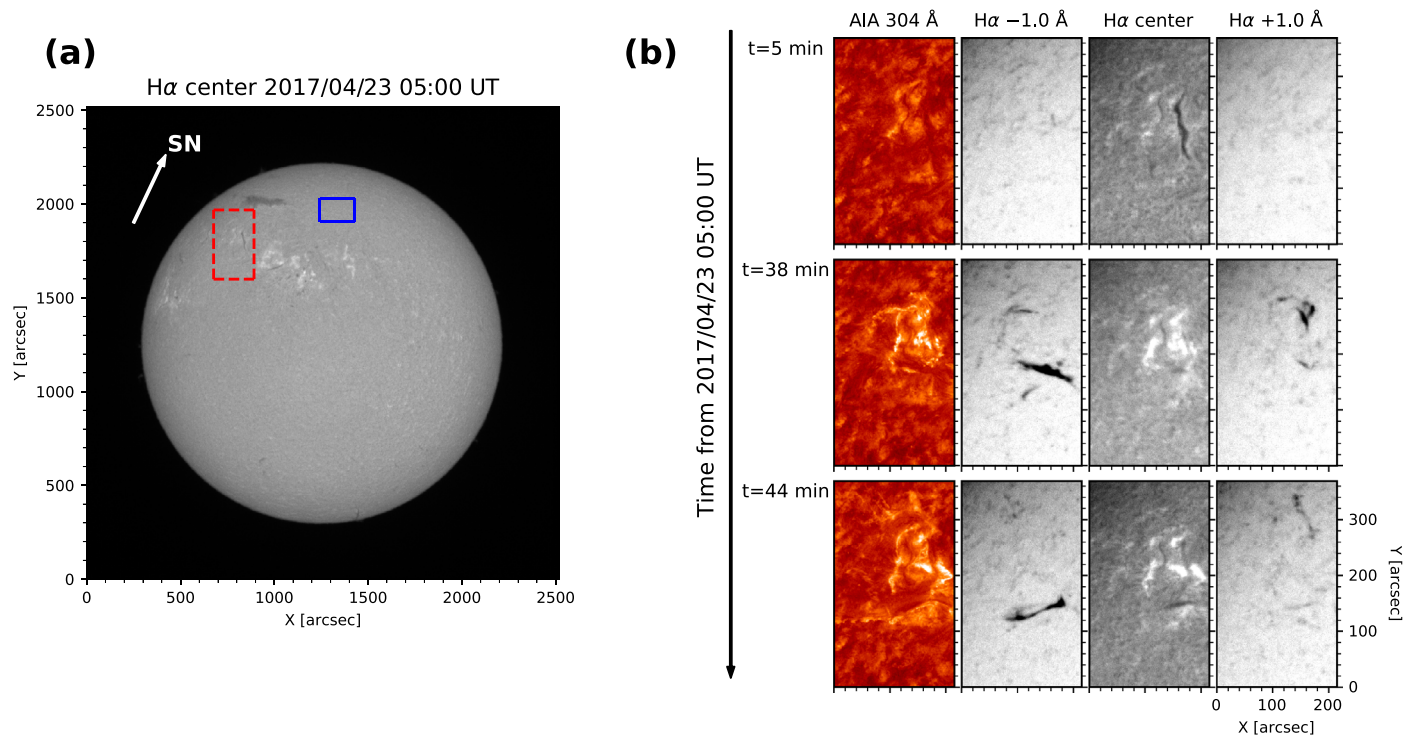 (a)
Hα center 2017/04/23 05:00 UT
SN
2500
2000
1500
1000
500
0
Y [arcsec]
0 500 1000 1500 2000 2500
X [arcsec]
(b)
AIA 304 Å Hα −1.0 Å Hα center Hα +1.0 Å
Time from 2017/04/23 05:00 UT
t=5 min
t=38 min
t=44 min
300
200
100
0
Y [arcsec]
0 100 200
X [arcsec]